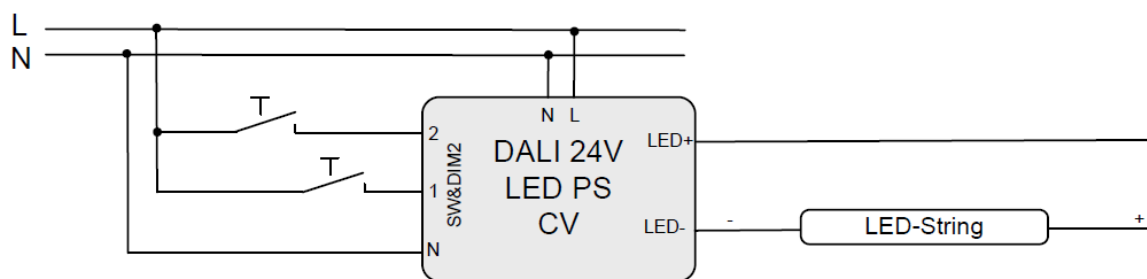 L
N
T
T
N L
2
1
N
SW&DIM2
DALI 24V
LED PS
CV
LED+
LED-
-
LED-String
+